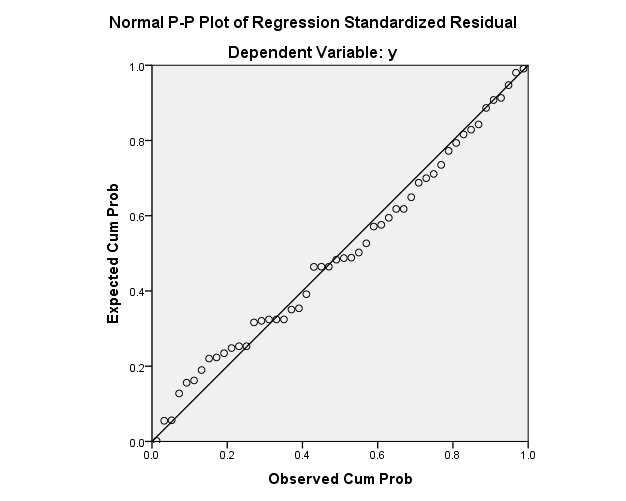 Normal P-P Plot of Regression Standardized Residual
Dependent Variable: y
Expected Cum Prob
1.0
0.8
0.6
0.4
0.2
0.0
0.0 0.2 0.4 0.6 0.8 1.0
Observed Cum Prob